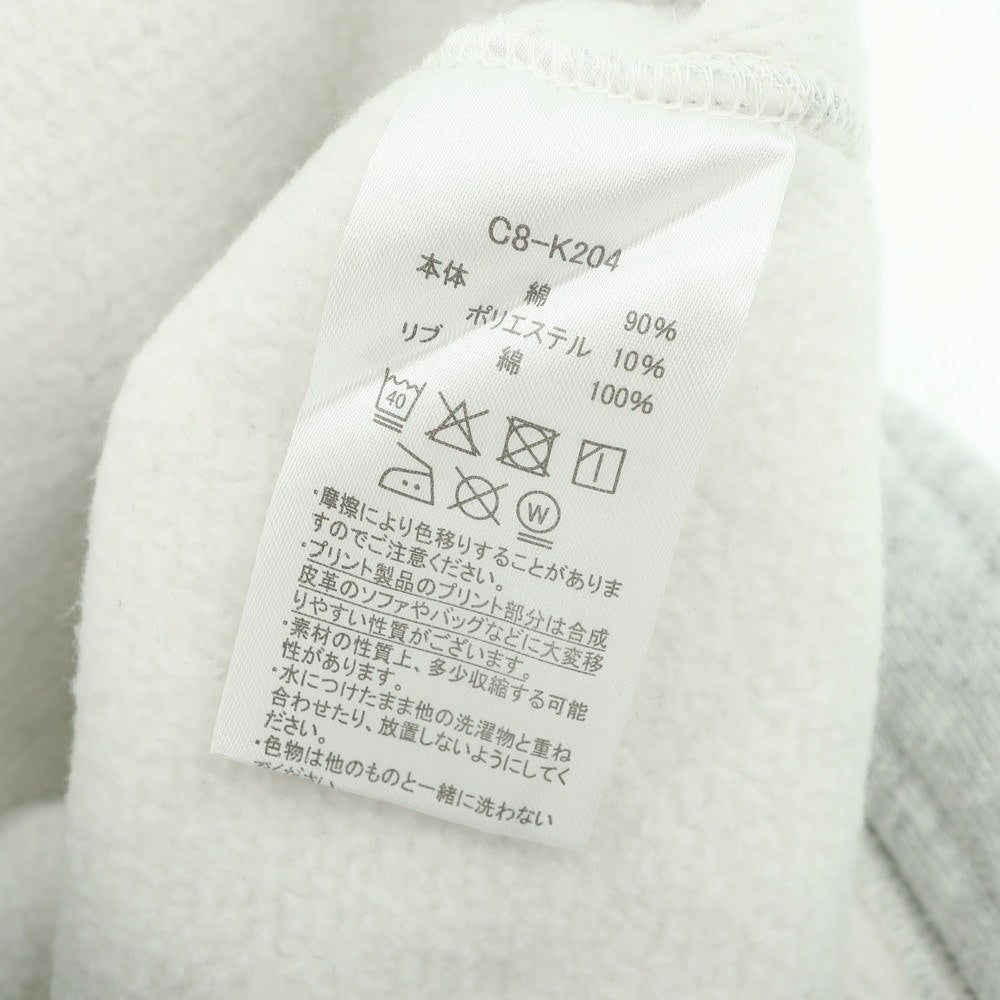 C8-K204
本体 綿 90%
ポリエステル 10%
リブ 綿 100%
40
W
・摩擦により色移りすることがありま
すのでご注意ください。
・プリント製品のプリント部分は合成
皮革のソファやバッグなどに大変移
りやすい性質がございます。
・素材の性質上、多少収縮する可能
性があります。
・水につけたまま他の洗濯物と重ね
合わせたり、放置しないようにしてく
ださい。
・色物は他のものと一緒に洗わない
でください